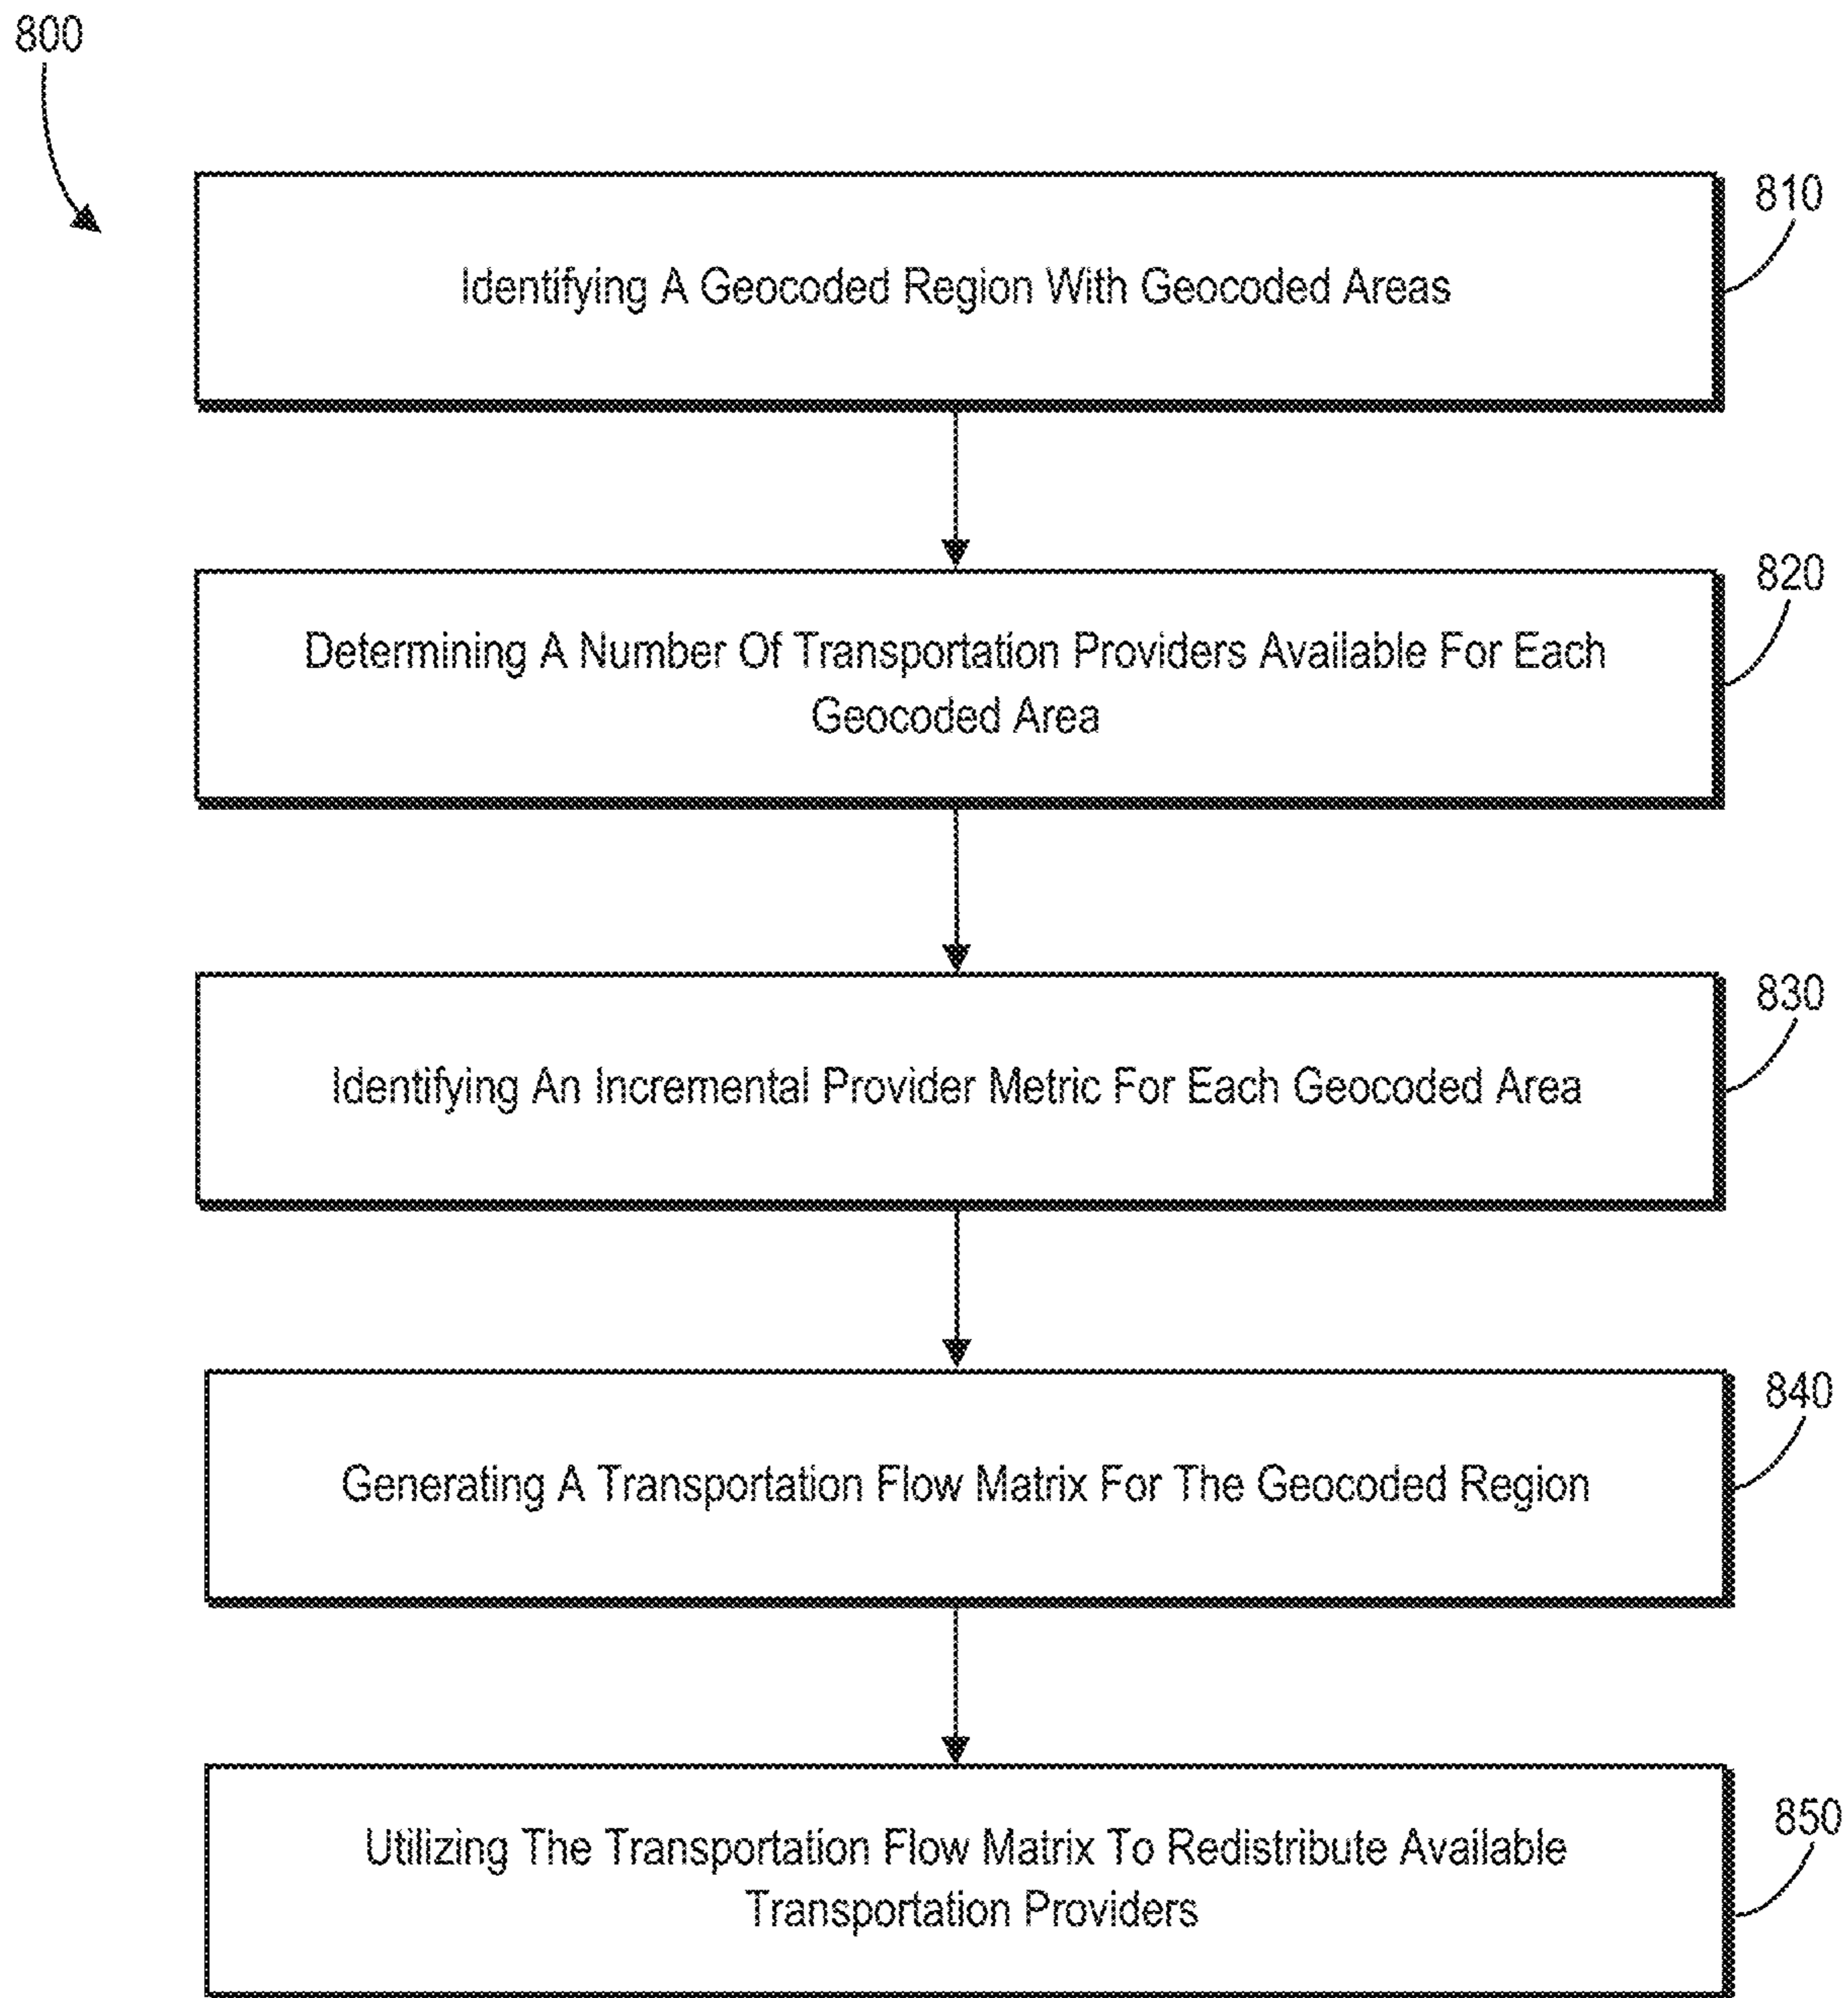 800
810
Identifying A Geocoded Region With Geocoded Areas
820
Determining A Number Of Transportation Providers Available For Each
Geocoded Area
830
Identifying An Incremental Provider Metric For Each Geocoded Area
840
Generating A Transportation Flow Matrix For The Geocoded Region
850
Utilizing The Transportation Flow Matrix To Redistribute Available
Transportation Providers